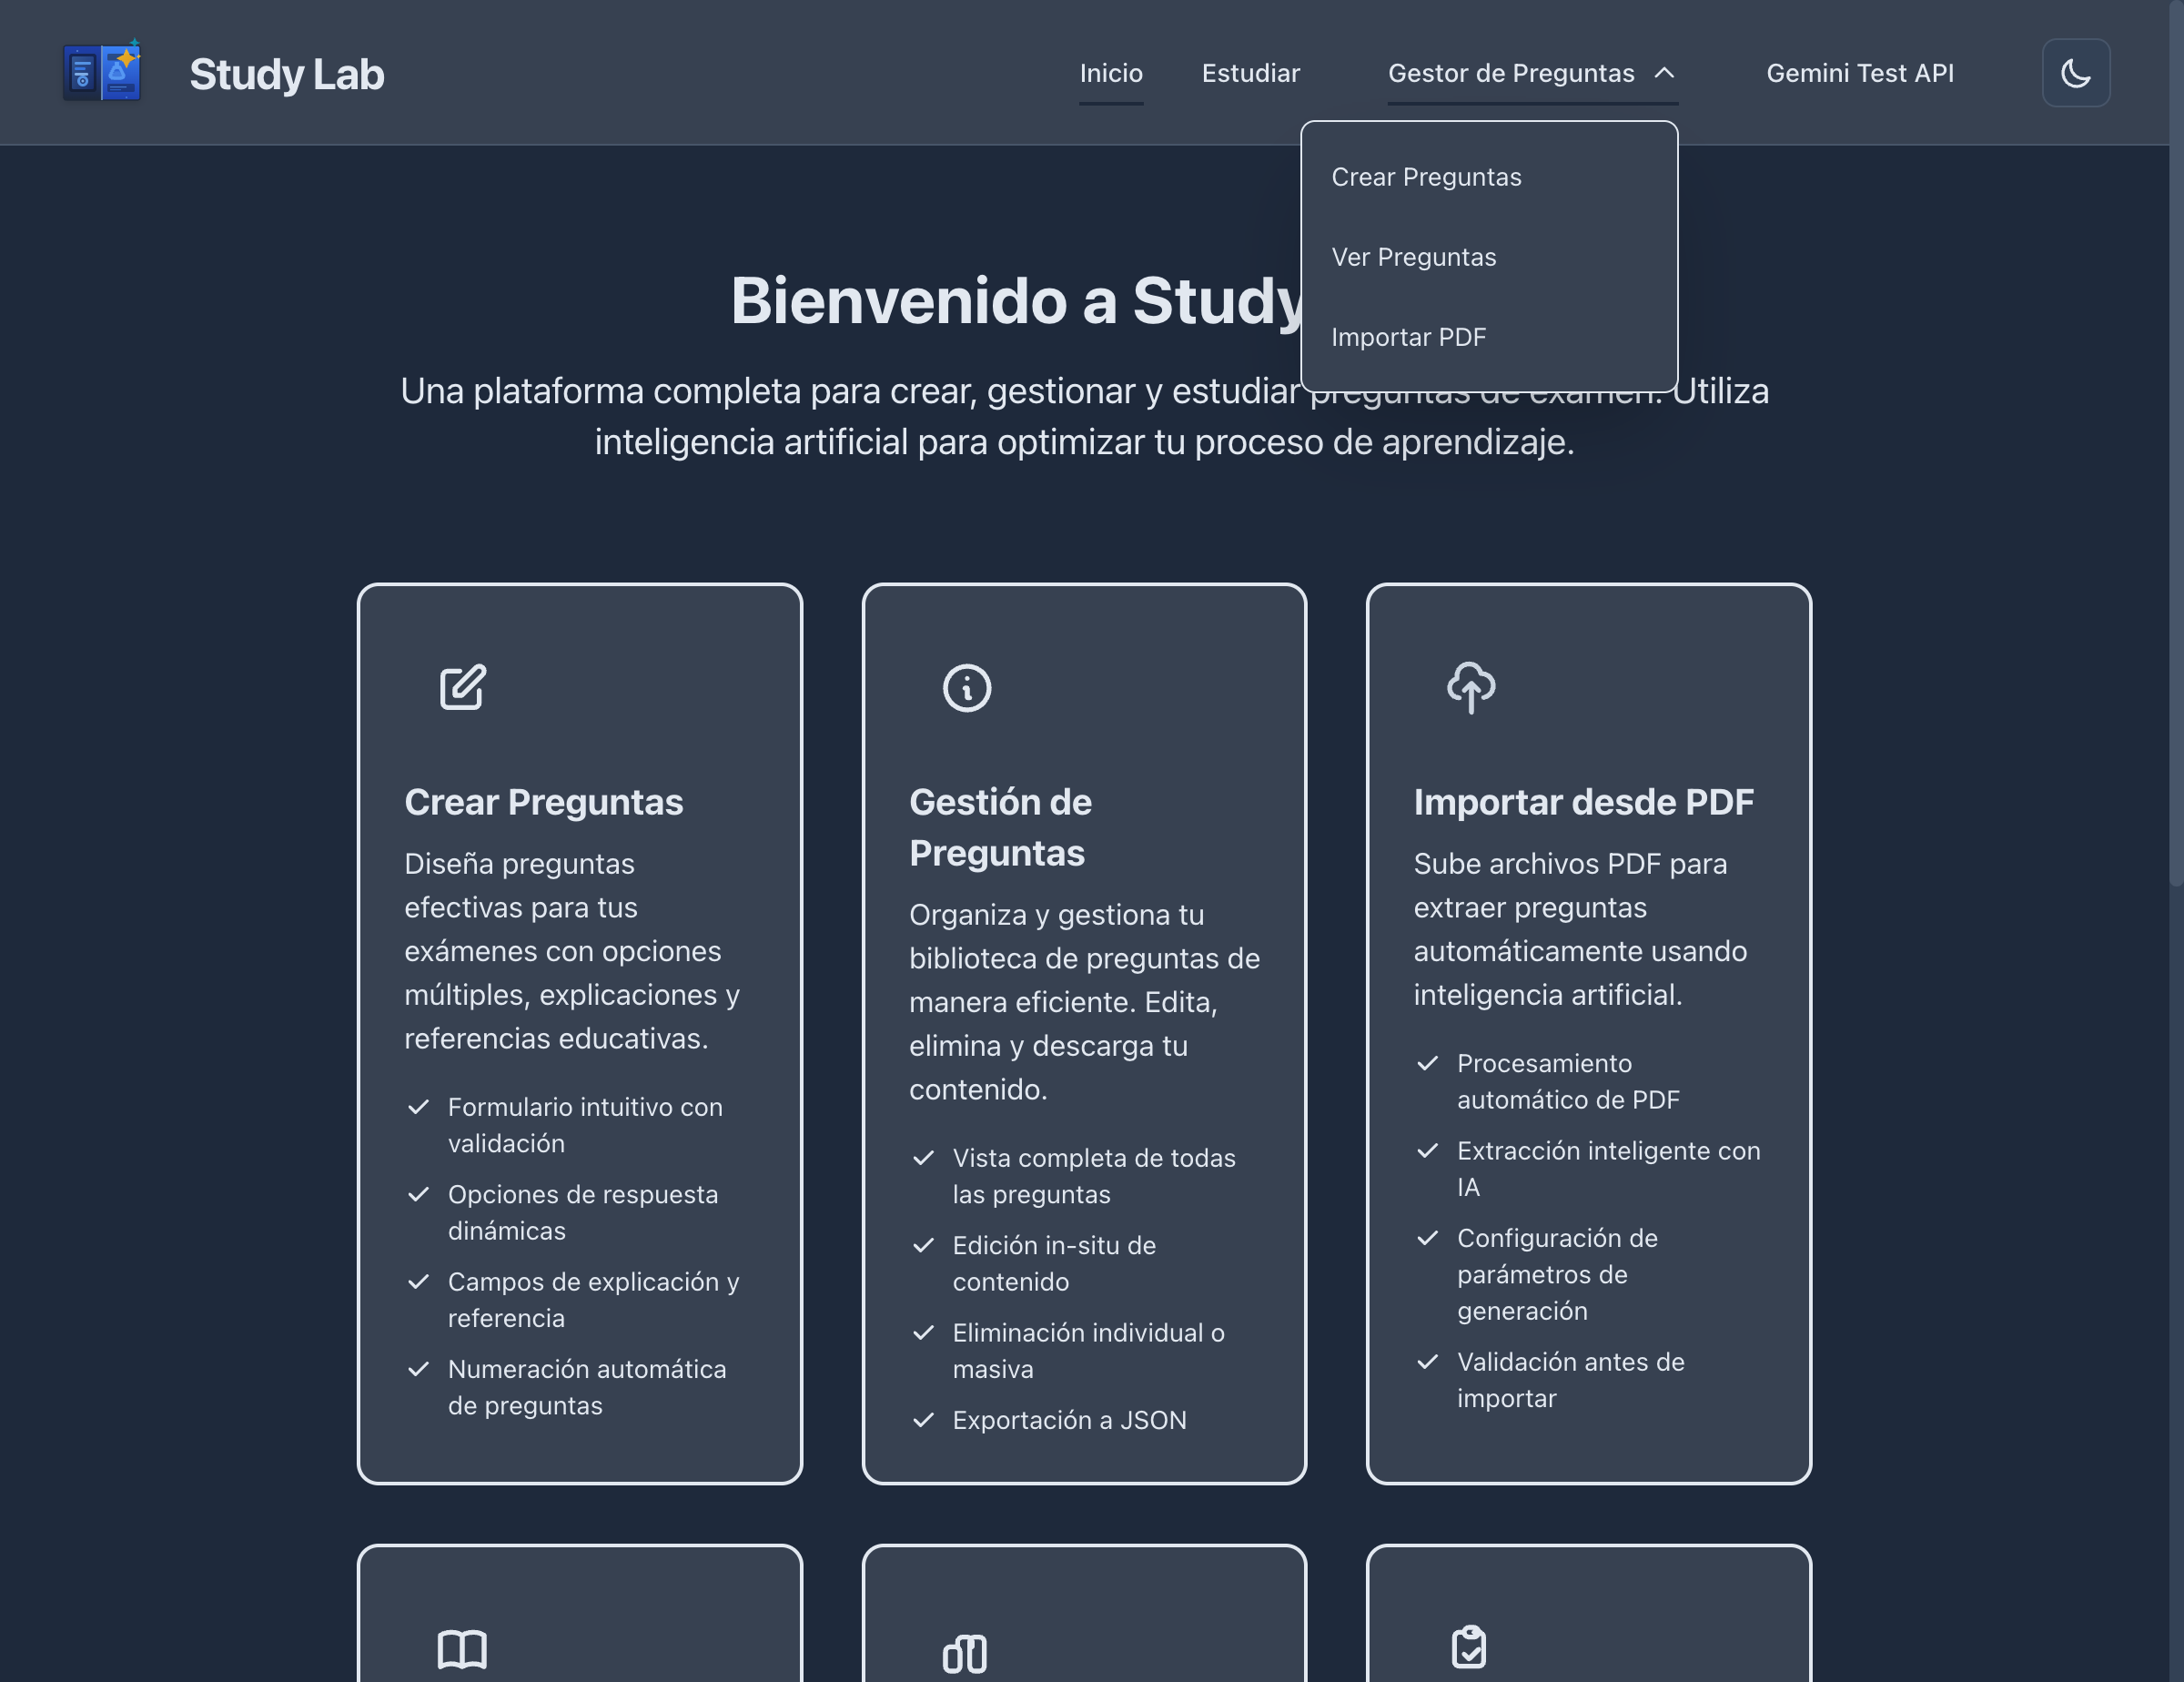 Study Lab
Inicio
Estudiar
Gestor de Preguntas
Gemini Test API
Crear Preguntas
Ver Preguntas
Importar PDF
Bienvenido a Study
Una plataforma completa para crear, gestionar y estudiar preguntas de examen. Utiliza
inteligencia artificial para optimizar tu proceso de aprendizaje.
Crear Preguntas
Diseña preguntas
efectivas para tus
exámenes con opciones
múltiples, explicaciones y
referencias educativas.
Formulario intuitivo con
validación
Opciones de respuesta
dinámicas
Campos de explicación y
referencia
Numeración automática
de preguntas
Gestión de
Preguntas
Organiza y gestiona tu
biblioteca de preguntas de
manera eficiente. Edita,
elimina y descarga tu
contenido.
Vista completa de todas
las preguntas
Edición in-situ de
contenido
Eliminación individual o
masiva
Exportación a JSON
Importar desde PDF
Sube archivos PDF para
extraer preguntas
automáticamente usando
inteligencia artificial.
Procesamiento
automático de PDF
Extracción inteligente con
IA
Configuración de
parámetros de
generación
Validación antes de
importar